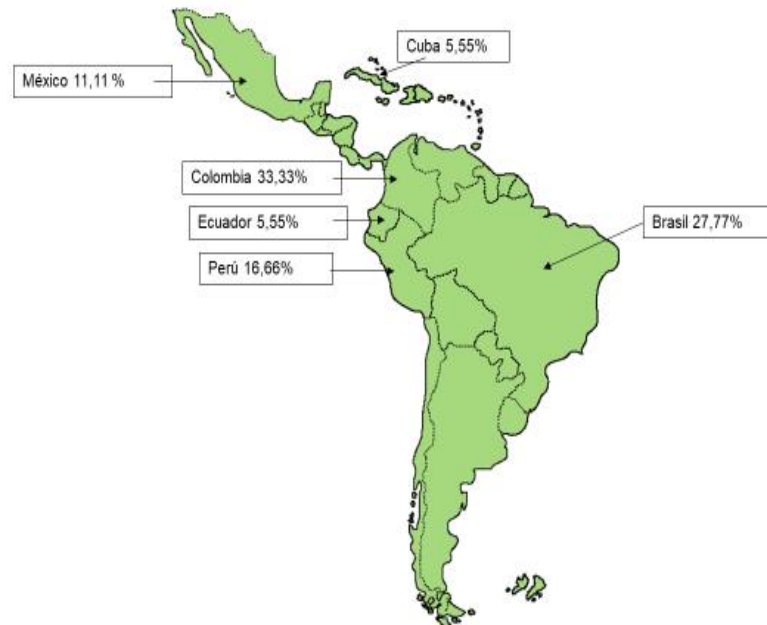 Cuba 5,55%
México 11,11 %
Colombia 33,33%
Ecuador 5,55%
Brasil 27,77%
Perú 16,66%